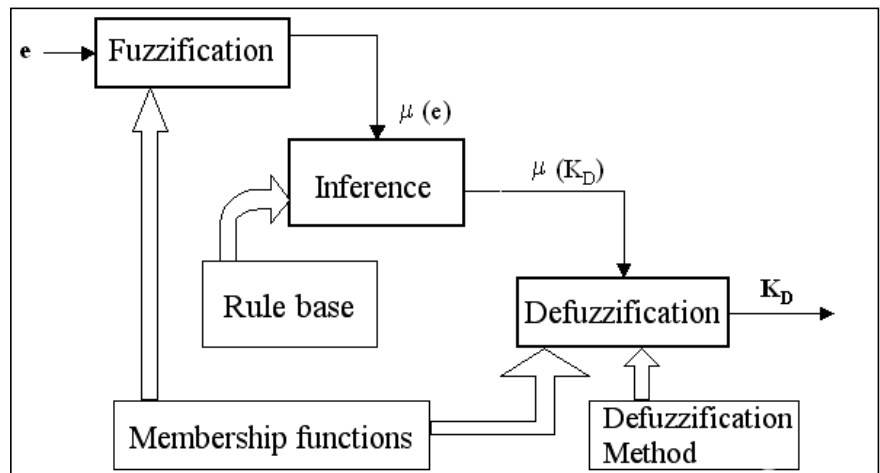 e
Fuzzification
μ (e)
Inference
μ (K_D)
Rule base
Defuzzification
K_D
Membership functions
Defuzzification
Method